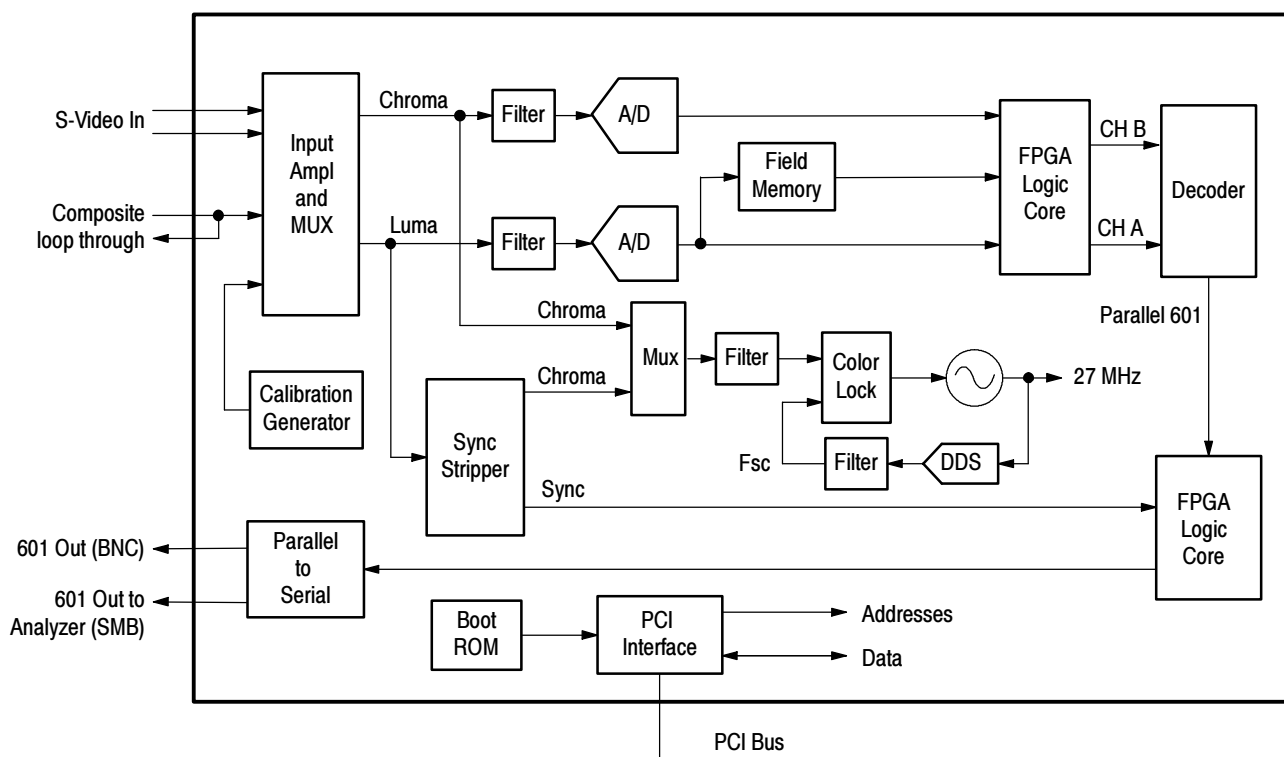 S-Video In
Composite
loop through
Input
Ampl
and
MUX
Calibration
Generator
Chroma
Filter
A/D
Luma
Filter
A/D
Field
Memory
FPGA
Logic
Core
CH B
CH A
Decoder
Parallel 601
Chroma
Chroma
Mux
Filter
Color
Lock
27 MHz
Fsc
Filter
DDS
Sync
Stripper
Sync
FPGA
Logic
Core
601 Out (BNC)
601 Out to
Analyzer (SMB)
Parallel
to
Serial
Boot
ROM
PCI
Interface
Addresses
Data
PCI Bus